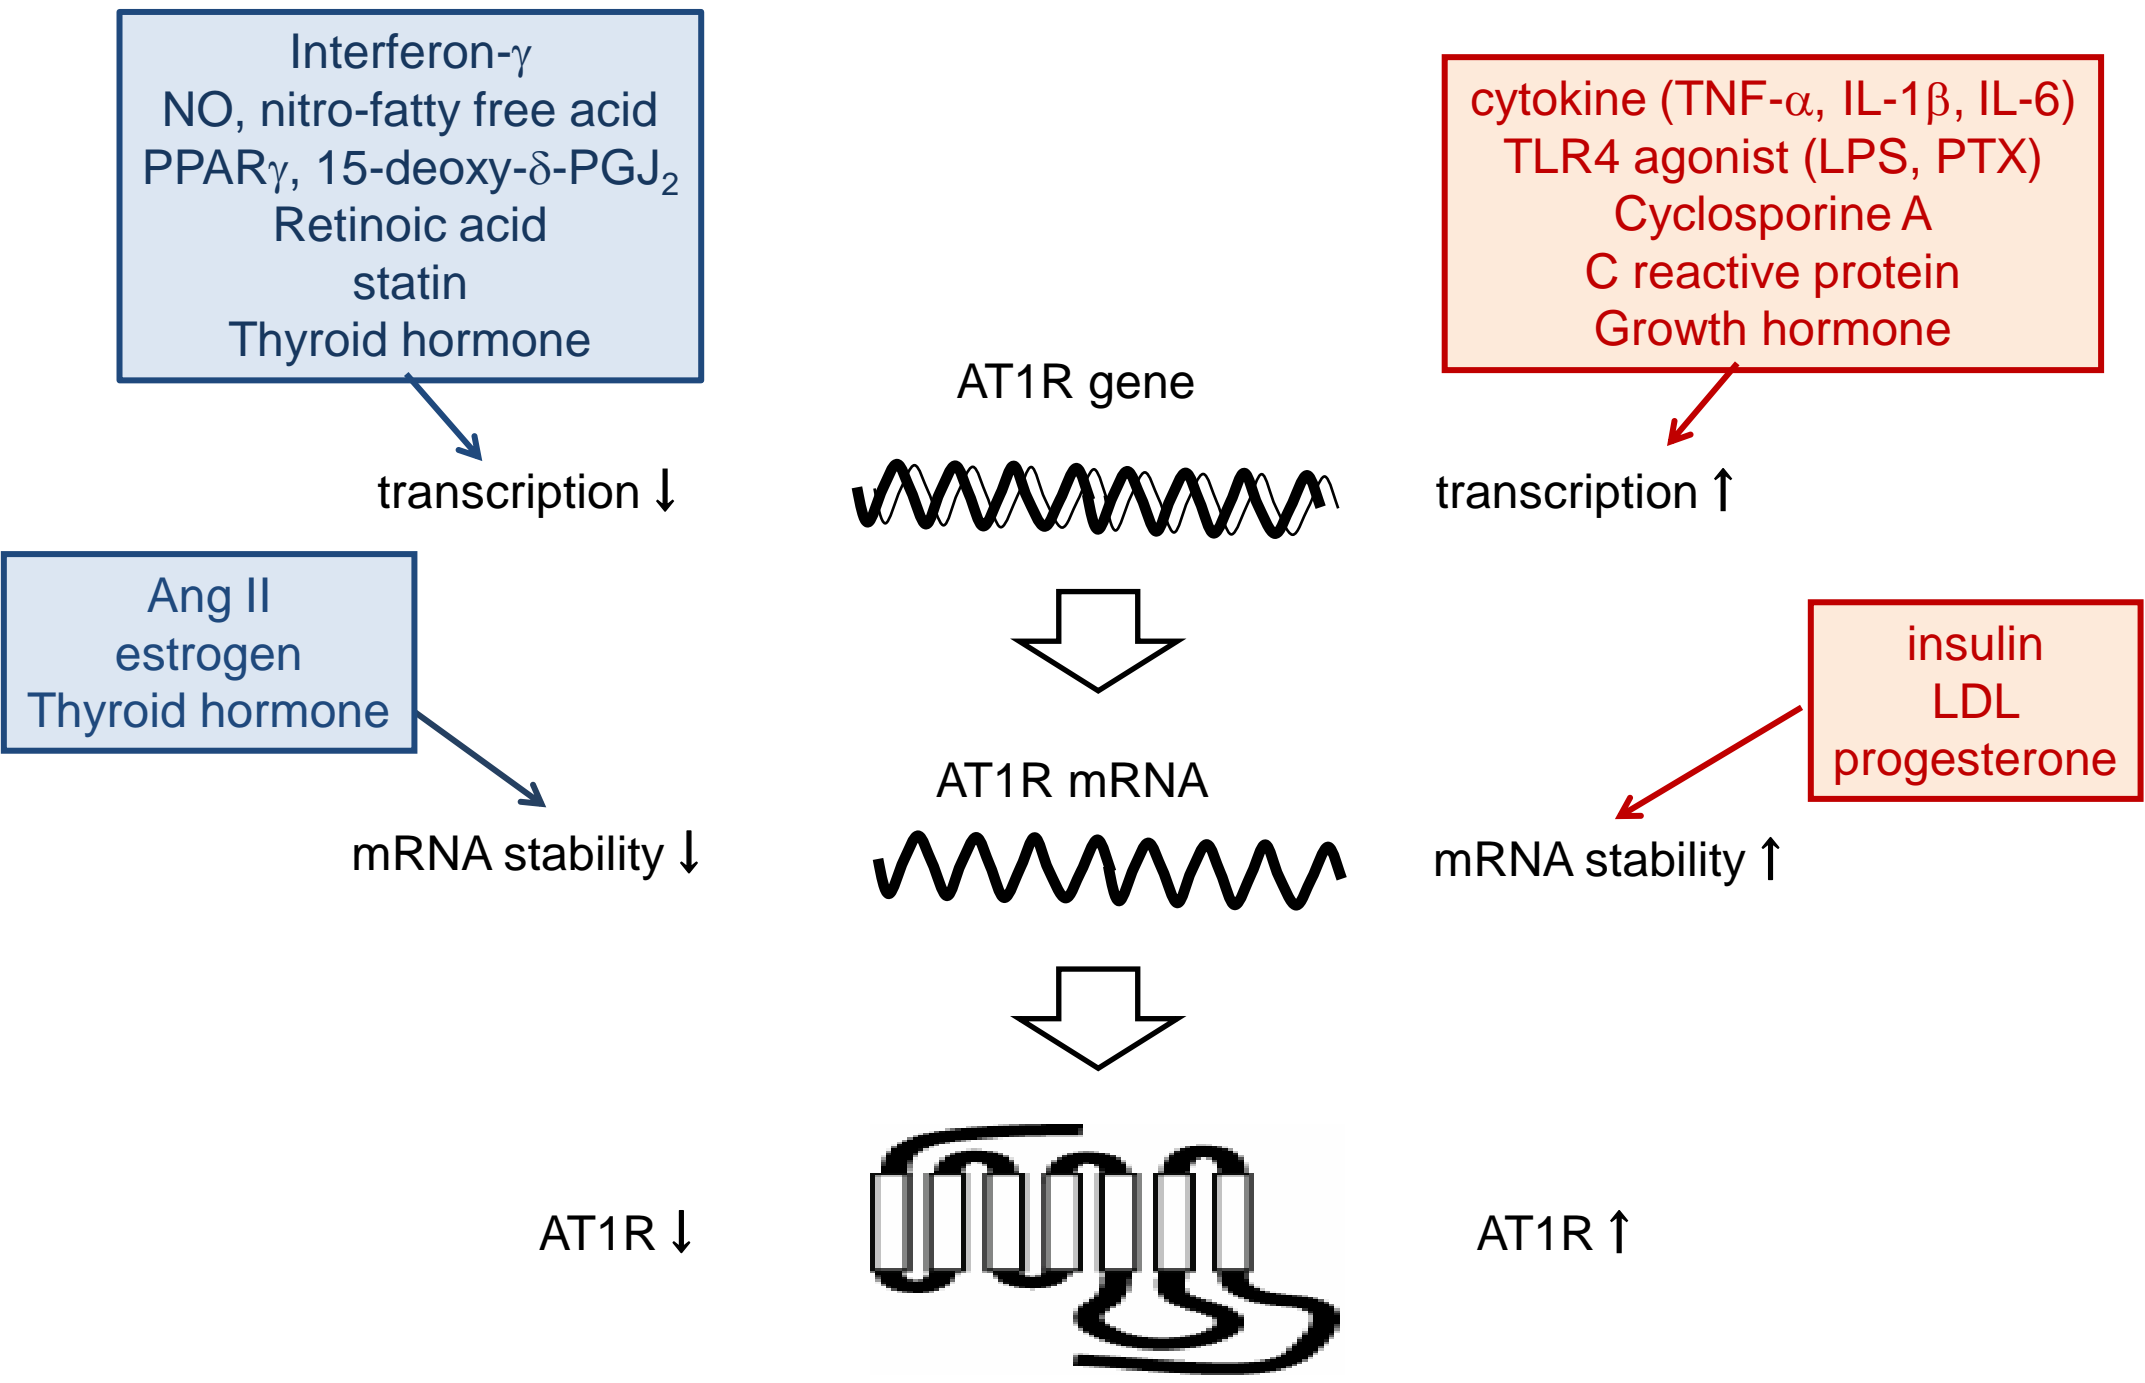 Interferon-γ
NO, nitro-fatty free acid
PPARγ, 15-deoxy-δ-PGJ₂
Retinoic acid
statin
Thyroid hormone
cytokine (TNF-α, IL-1β, IL-6)
TLR4 agonist (LPS, PTX)
Cyclosporine A
C reactive protein
Growth hormone
AT1R gene
transcription ↓
transcription ↑
Ang II
estrogen
Thyroid hormone
insulin
LDL
progesterone
AT1R mRNA
mRNA stability ↓
mRNA stability ↑
AT1R ↓
AT1R ↑